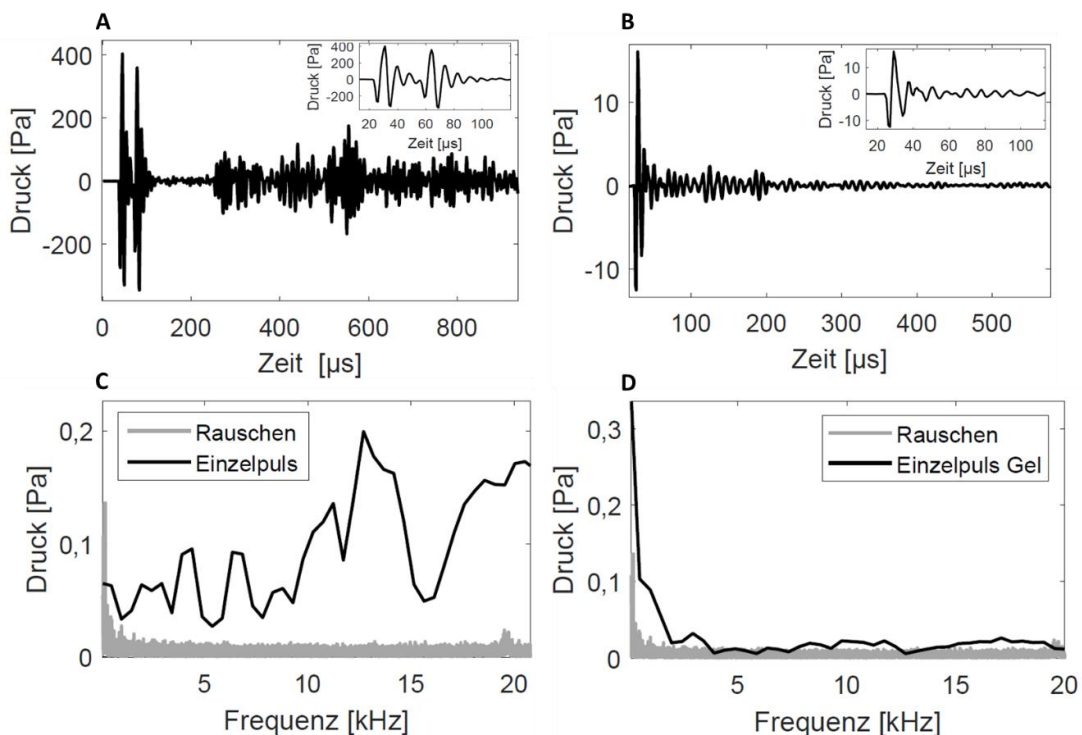 A
Druck [Pa]
400
200
0
-200
0
200
400
600
800
Zeit [µs]
Druck [Pa]
400
200
0
-200
20
40
60
80
100
Zeit [µs]
B
Druck [Pa]
10
0
-10
100
200
300
400
500
Zeit [µs]
Druck [Pa]
10
0
-10
20
40
60
80
100
Zeit [µs]
C
Druck [Pa]
0,2
0,1
0
5
10
15
20
Frequenz [kHz]
Rauschen
Einzelpuls
D
Druck [Pa]
0,3
0,2
0,1
0
5
10
15
20
Frequenz [kHz]
Rauschen
Einzelpuls Gel